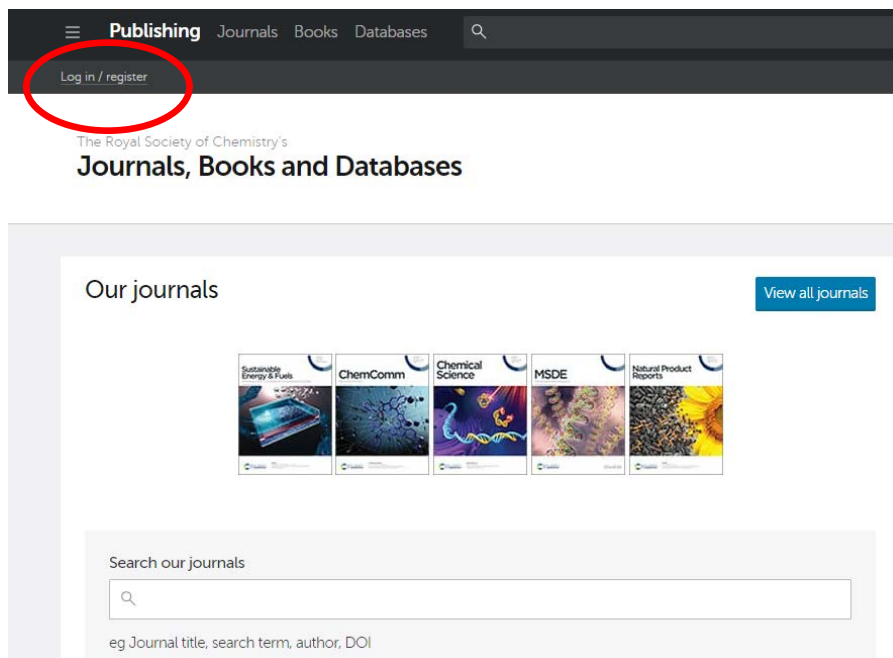 Publishing Journals Books Databases
Log in / register
The Royal Society of Chemistry's
Journals, Books and Databases
Our journals
View all journals
Sustainable
Energy & Fuels
ChemComm
Chemical
Science
MSDE
Natural Product
Reports
Search our journals
eg Journal title, search term, author, DOI